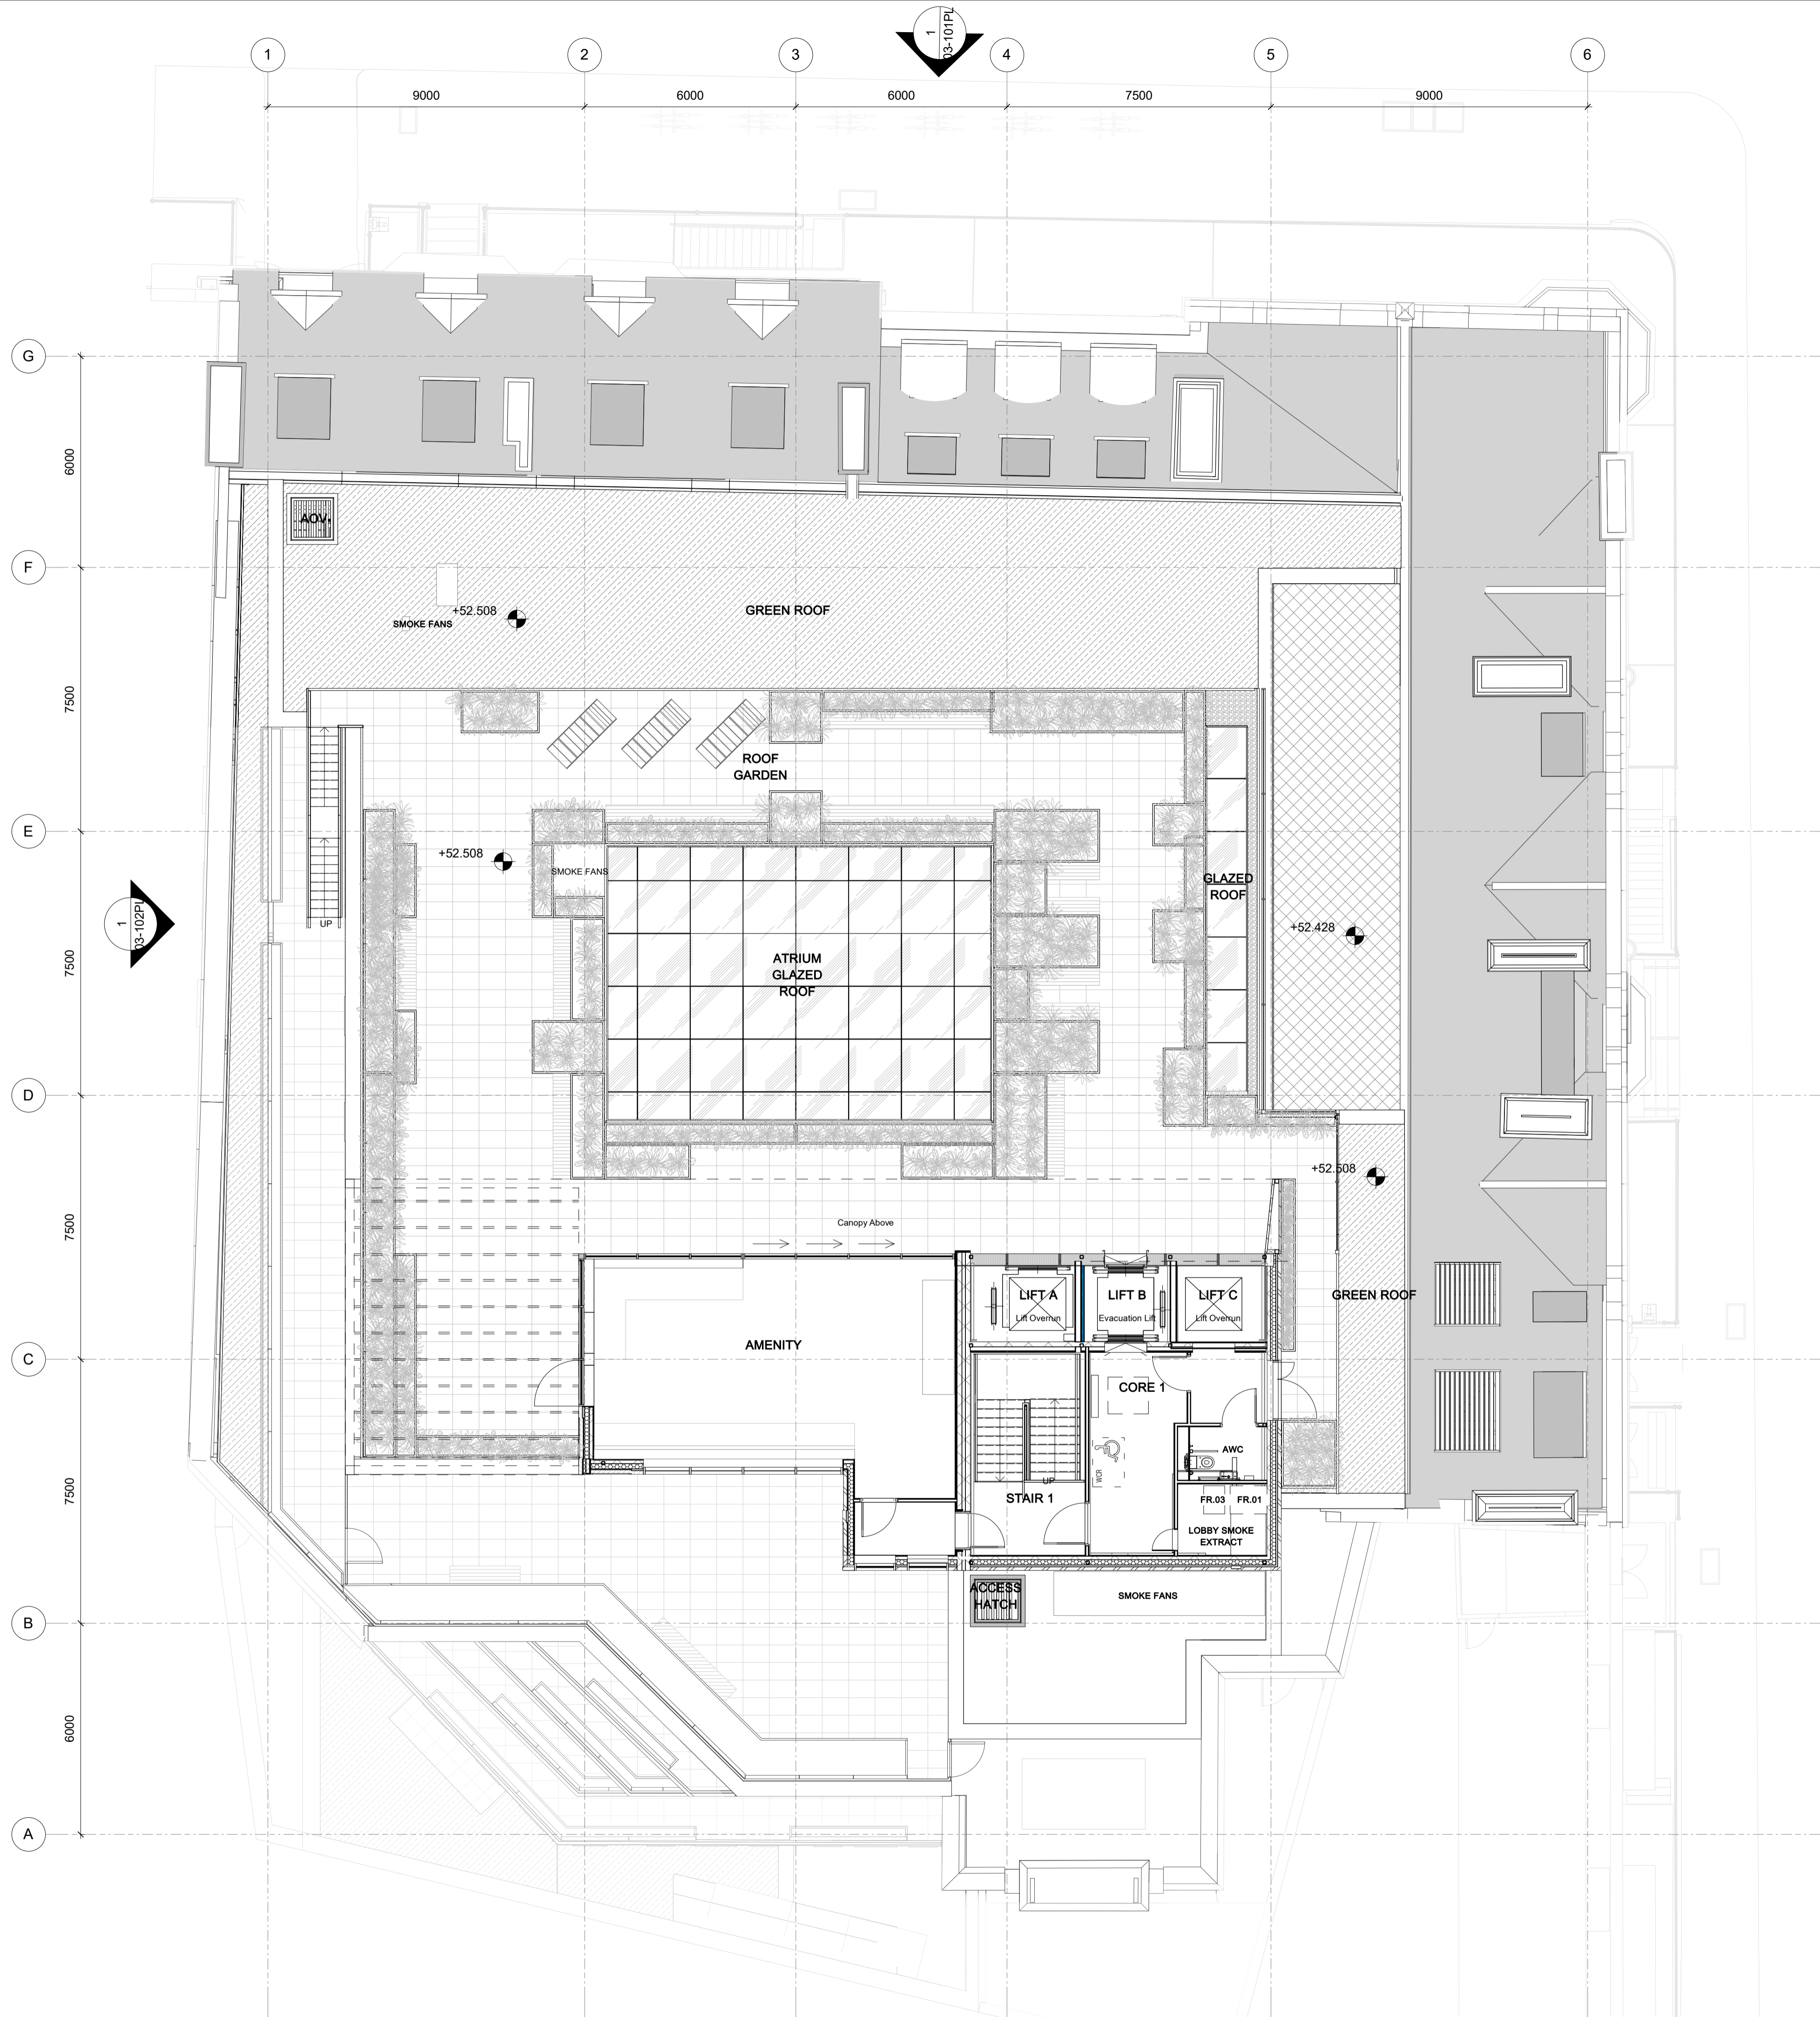 1
03-101PL
1
2
3
4
5
6
9000
6000
6000
7500
9000
G
6000
AOV
F
+52.508
SMOKE FANS
GREEN ROOF
7500
ROOF
GARDEN
E
+52.508
SMOKE FANS
GLAZED
ROOF
UP
1
03-102PL
+52.428
7500
ATRIUM
GLAZED
ROOF
D
+52.508
7500
Canopy Above
LIFT A
Lift Overrun
LIFT B
Evacuation Lift
LIFT C
Lift Overrun
GREEN ROOF
AMENITY
C
CORE 1
AWC
WCR
UP
7500
STAIR 1
FR.03
FR.01
LOBBY SMOKE
EXTRACT
ACCESS
HATCH
SMOKE FANS
B
6000
A